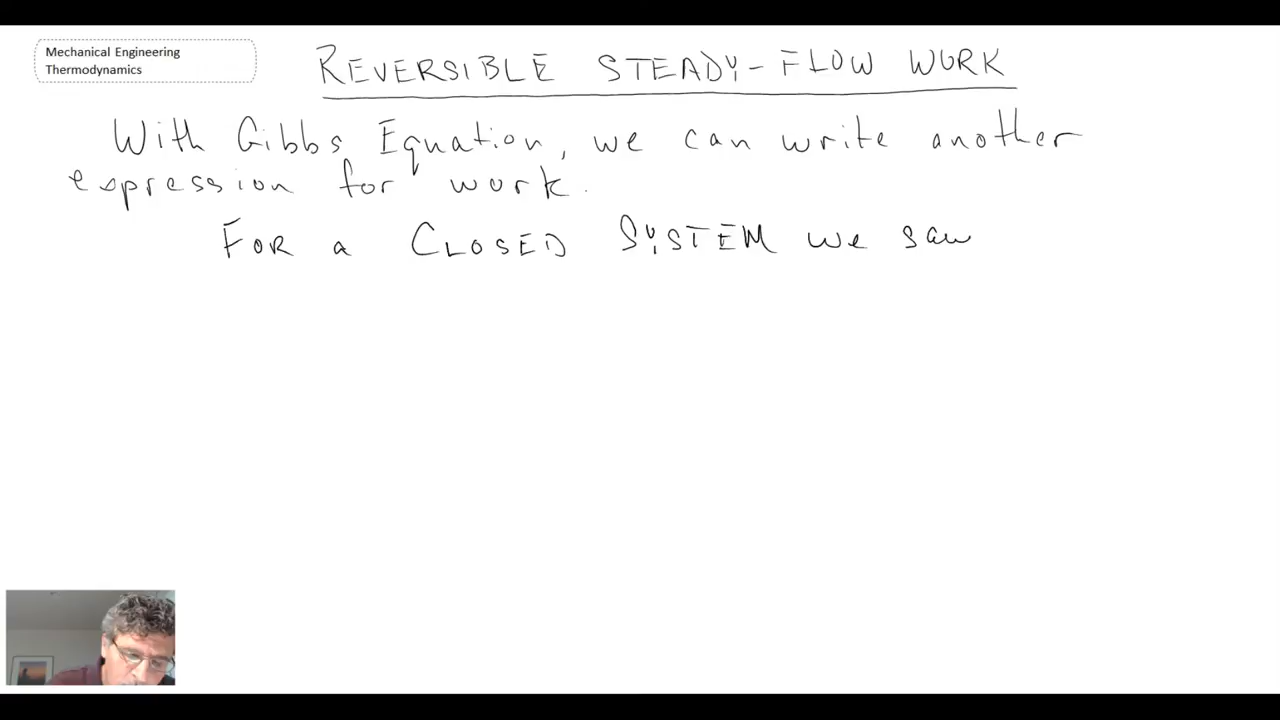 Mechanical Engineering
Thermodynamics
REVERSIBLE STEADY-FLOW WORK
With Gibbs Equation, we can write another
expression for work.
FOR a CLOSED SYSTEM we saw